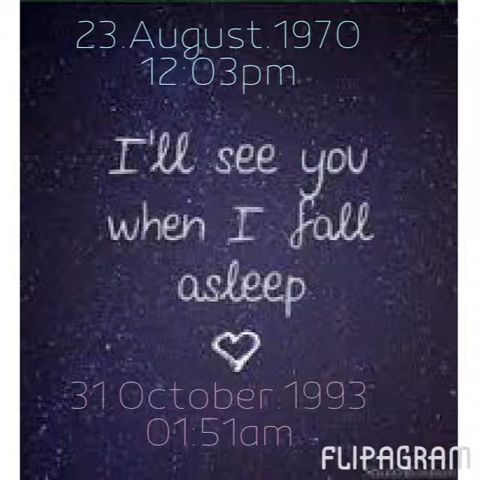 23.August.1970
12:03pm
I'll see you
when I fall
asleep
31.October.1993
01:51am
FLIPAGRAM